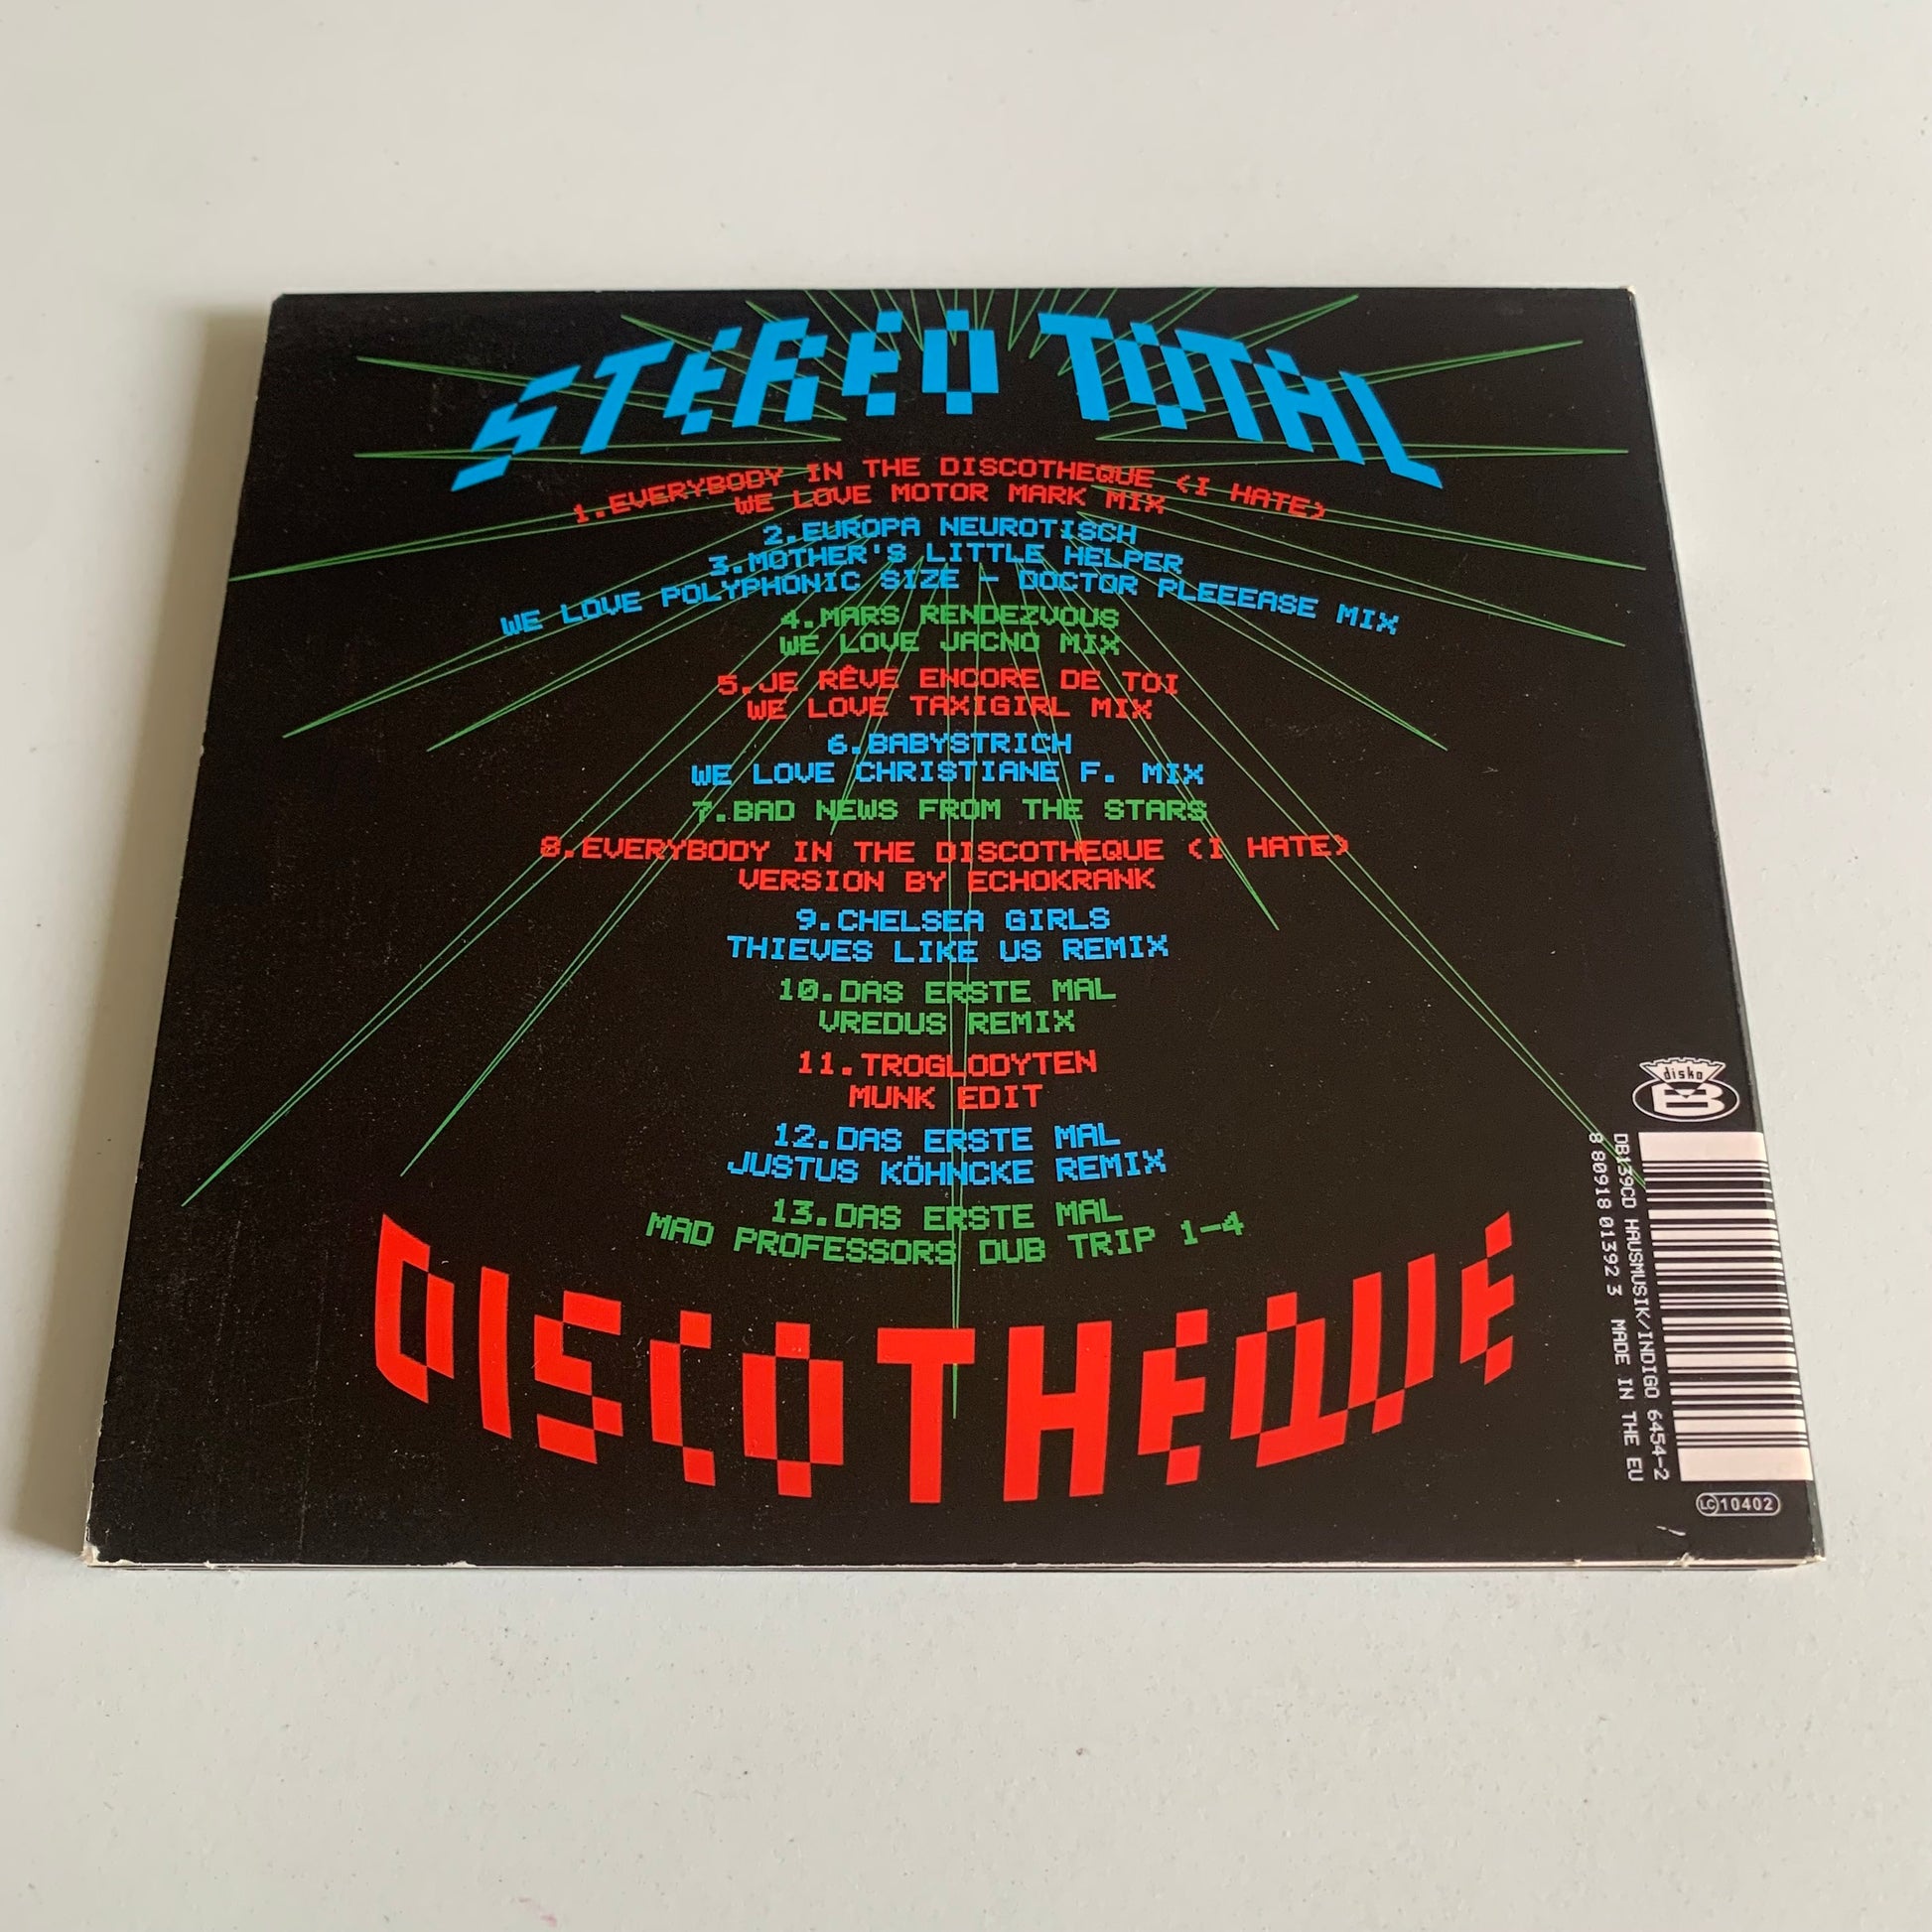 STEREO TOTAL
1.EVERYBODY IN THE DISCOTHEQUE (I HATE)
WE LOVE MOTOR MARK MIX
2.EUROPA NEUROTISCH
3.MOTHER'S LITTLE HELPER
WE LOVE POLYPHONIC SIZE - DOCTOR PLEEEASE MIX
4.MARS RENDEZVOUS
WE LOVE JACNO MIX
5.JE RÊVE ENCORE DE TOI
WE LOVE TAXIGIRL MIX
6.BABYSTRICH
WE LOVE CHRISTIANE F. MIX
7.BAD NEWS FROM THE STARS
8.EVERYBODY IN THE DISCOTHEQUE (I HATE)
VERSION BY ECHOKRANK
9.CHELSEA GIRLS
THIEVES LIKE US REMIX
10.DAS ERSTE MAL
VREDUS REMIX
11.TROGLODYTEN
MUNK EDIT
12.DAS ERSTE MAL
JUSTUS KÖHNCKE REMIX
13.DAS ERSTE MAL
MAD PROFESSORS DUB TRIP 1-4
DISCOTHEQUE
disko
B
DB139CD HAUSMUSIK/INDIGO 6454-2
8 80918 01392 3 MADE IN THE EU
LC 10402